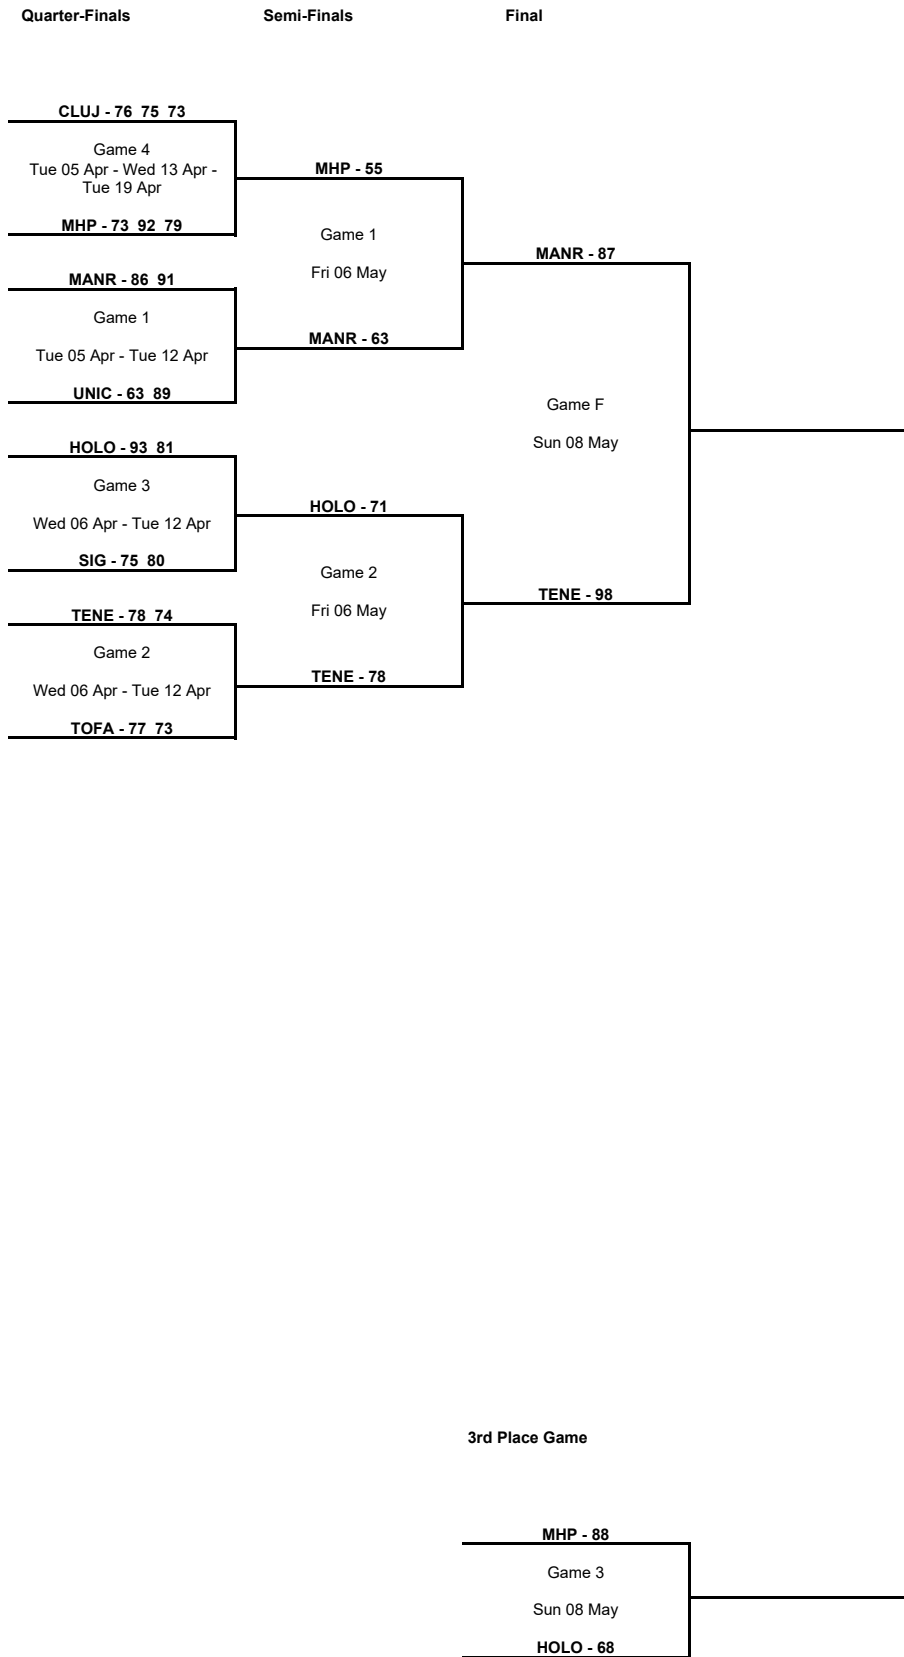 Quarter-Finals Semi-Finals Final
CLUJ - 76 75 73
Game 4
Tue 05 Apr - Wed 13 Apr -
Tue 19 Apr
MHP - 73 92 79
MANR - 86 91
Game 1
Tue 05 Apr - Tue 12 Apr
UNIC - 63 89
HOLO - 93 81
Game 3
Wed 06 Apr - Tue 12 Apr
SIG - 75 80
TENE - 78 74
Game 2
Wed 06 Apr - Tue 12 Apr
TOFA - 77 73
MHP - 55
Game 1
Fri 06 May
MANR - 63
HOLO - 71
Game 2
Fri 06 May
TENE - 78
MANR - 87
Game F
Sun 08 May
TENE - 98
3rd Place Game
MHP - 88
Game 3
Sun 08 May
HOLO - 68